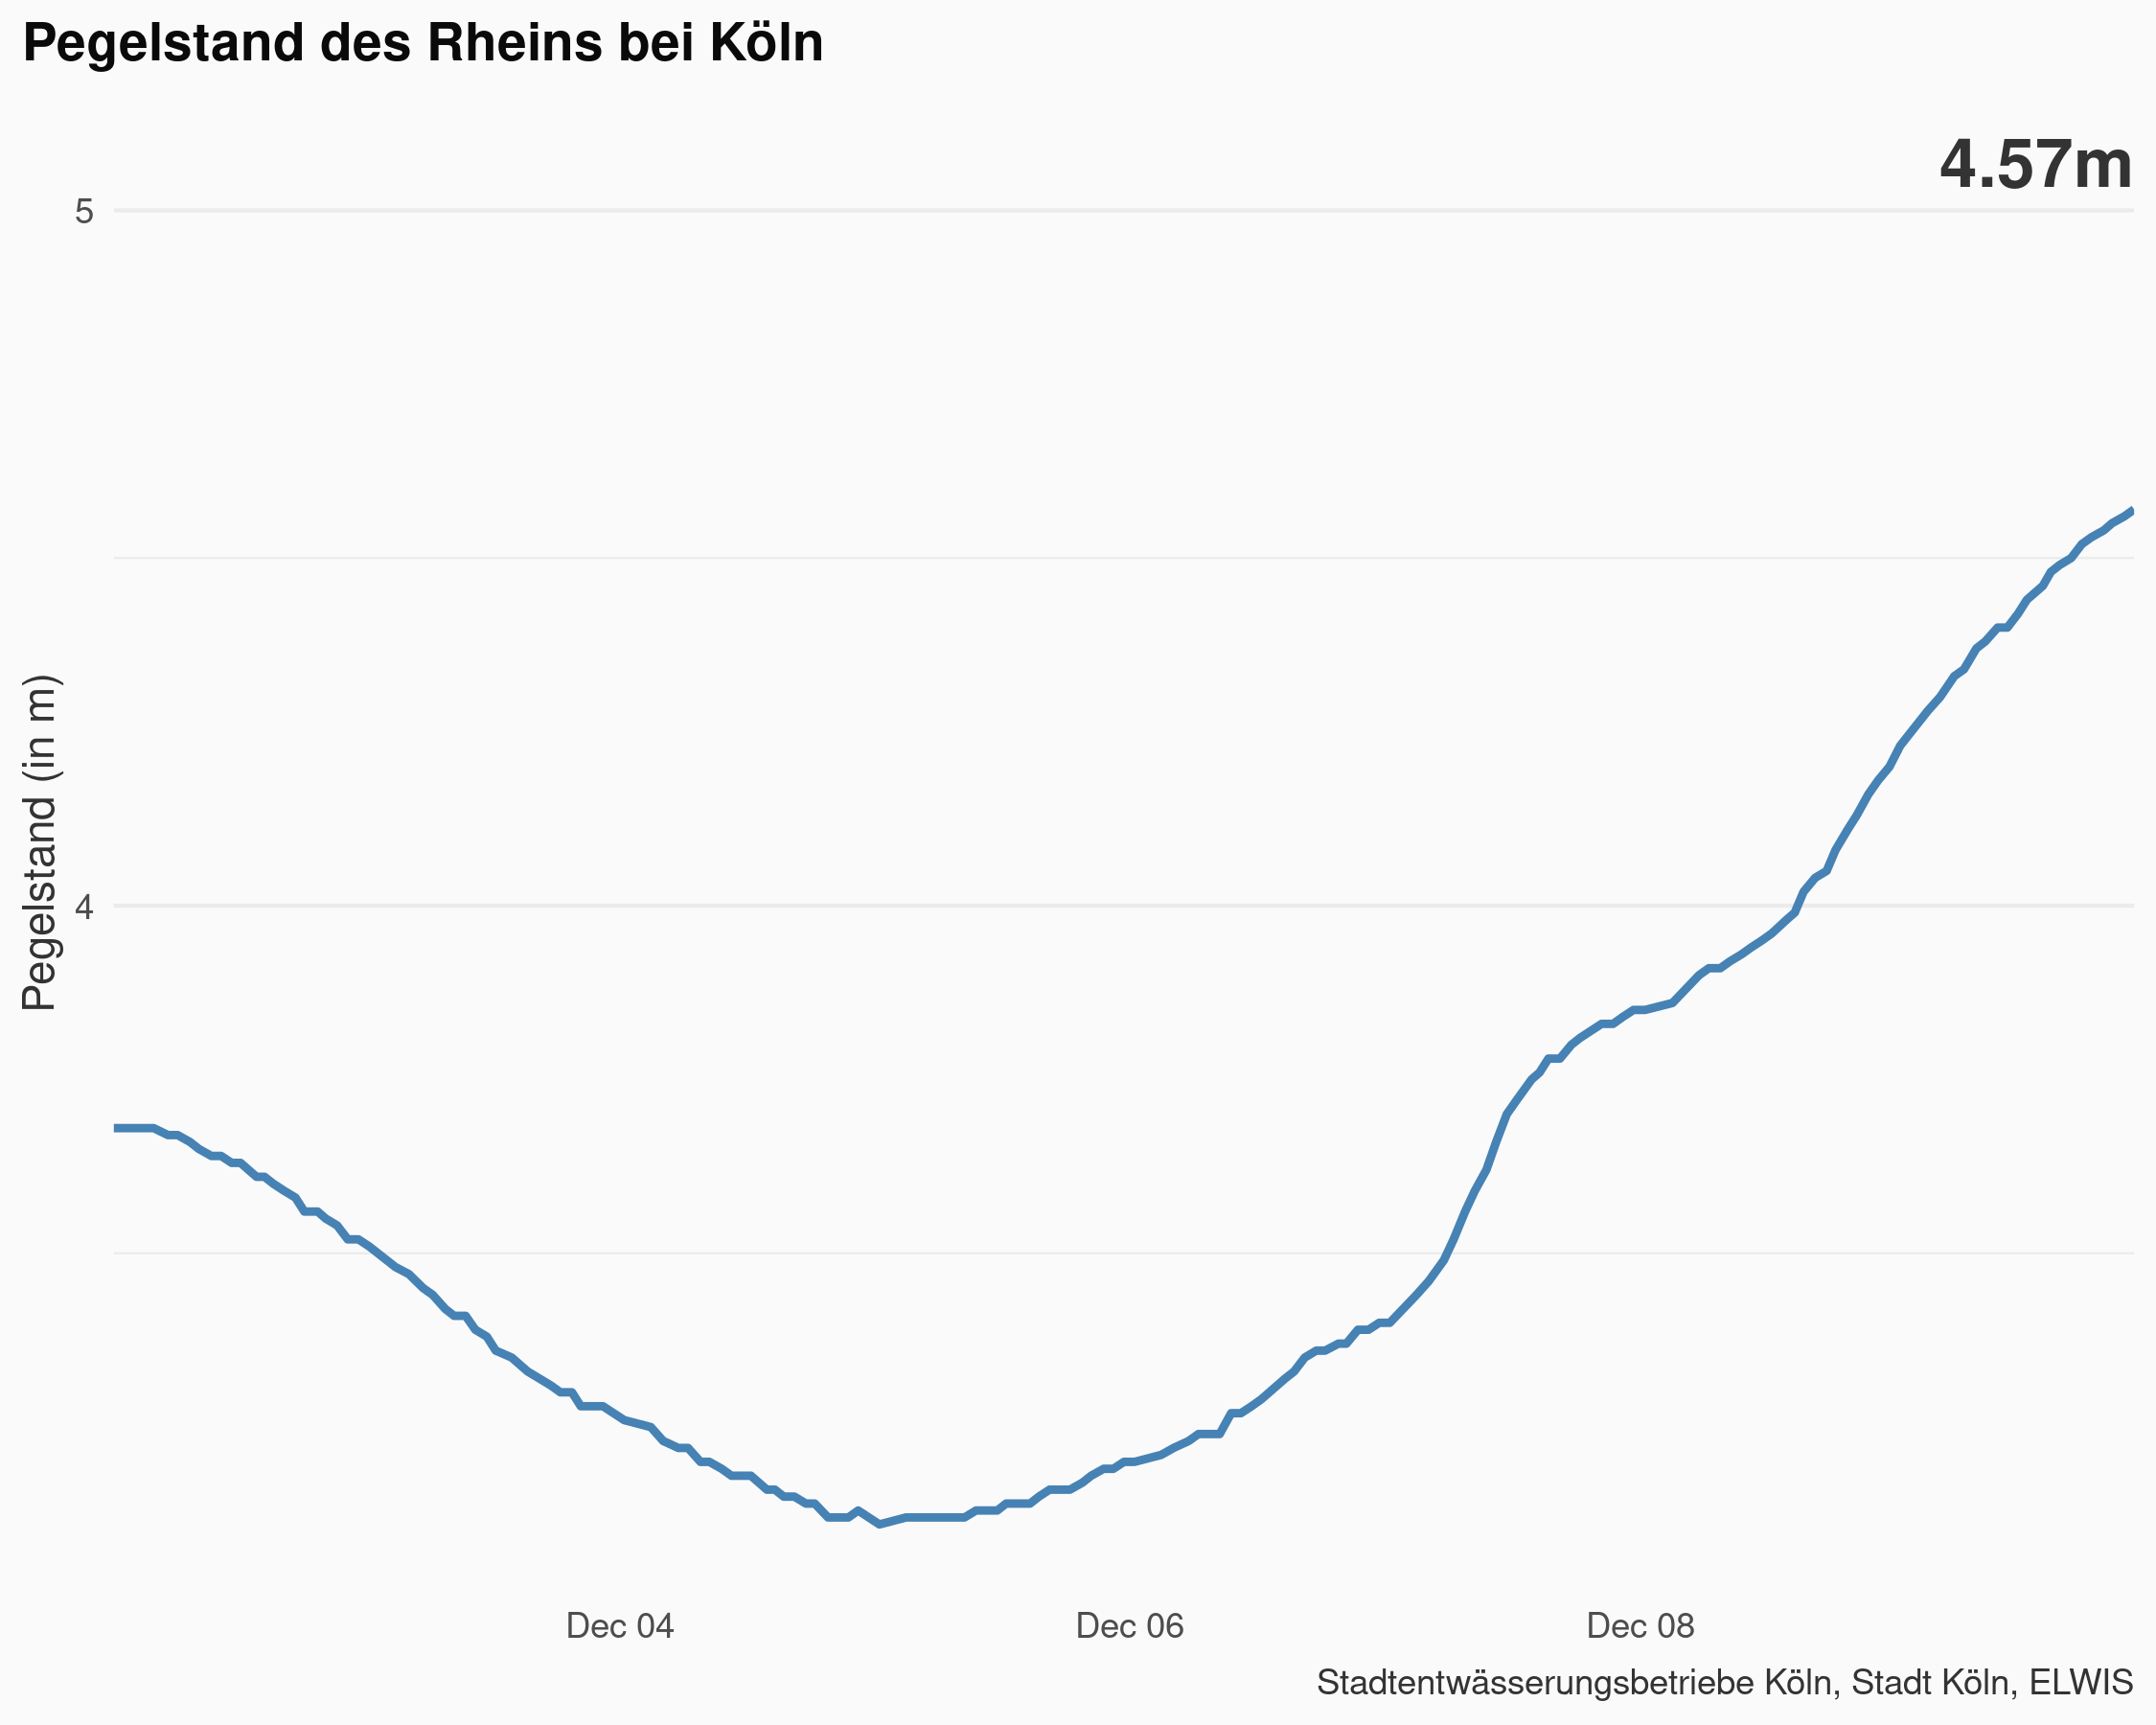 Pegelstand des Rheins bei Köln
4.57m
5
4
Pegelstand (in m)
Dec 04
Dec 06
Dec 08
Stadtentwässerungsbetriebe Köln, Stadt Köln, ELWIS